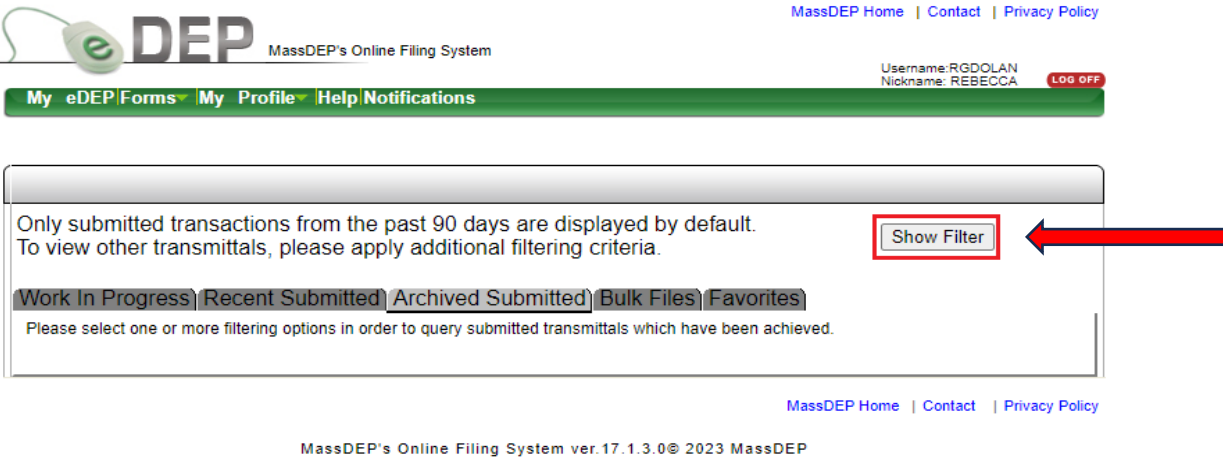 MassDEP Home | Contact | Privacy Policy
eDEP MassDEP's Online Filing System
Username:RGDOLAN
Nickname: REBECCA LOG OFF
My eDEP|Forms |My Profile |Help|Notifications
Only submitted transactions from the past 90 days are displayed by default.
To view other transmittals, please apply additional filtering criteria.
Show Filter
Work In Progress Recent Submitted Archived Submitted Bulk Files Favorites
Please select one or more filtering options in order to query submitted transmittals which have been achieved.
MassDEP Home | Contact | Privacy Policy
MassDEP's Online Filing System ver.17.1.3.0© 2023 MassDEP